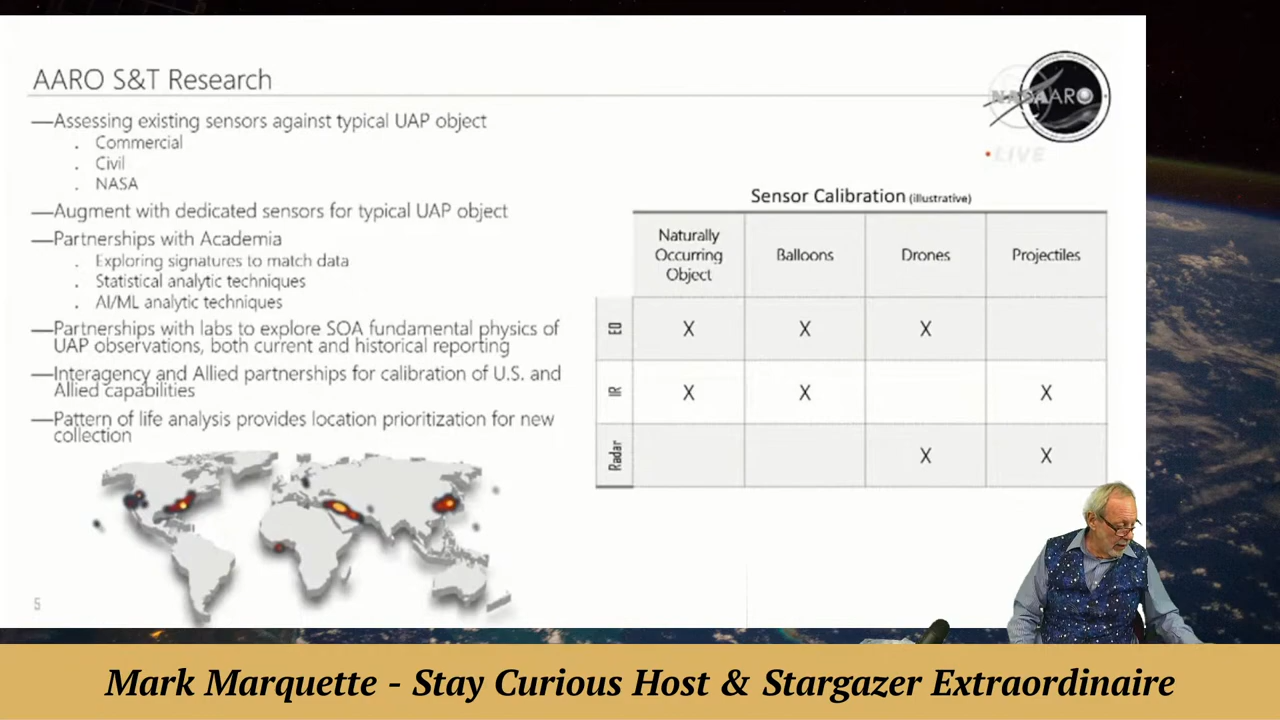 AARO S&T Research
NASA
AARO
LIVE
—Assessing existing sensors against typical UAP object
. Commercial
. Civil
. NASA
—Augment with dedicated sensors for typical UAP object
—Partnerships with Academia
. Exploring signatures to match data
. Statistical analytic techniques
. AI/ML analytic techniques
—Partnerships with labs to explore SOA fundamental physics of
UAP observations, both current and historical reporting
—Interagency and Allied partnerships for calibration of U.S. and
Allied capabilities
—Pattern of life analysis provides location prioritization for new
collection
5
Sensor Calibration (illustrative)
Naturally
Occurring
Object
Balloons
Drones
Projectiles
EO X X X
IR X X X
Radar X X
Mark Marquette - Stay Curious Host & Stargazer Extraordinaire